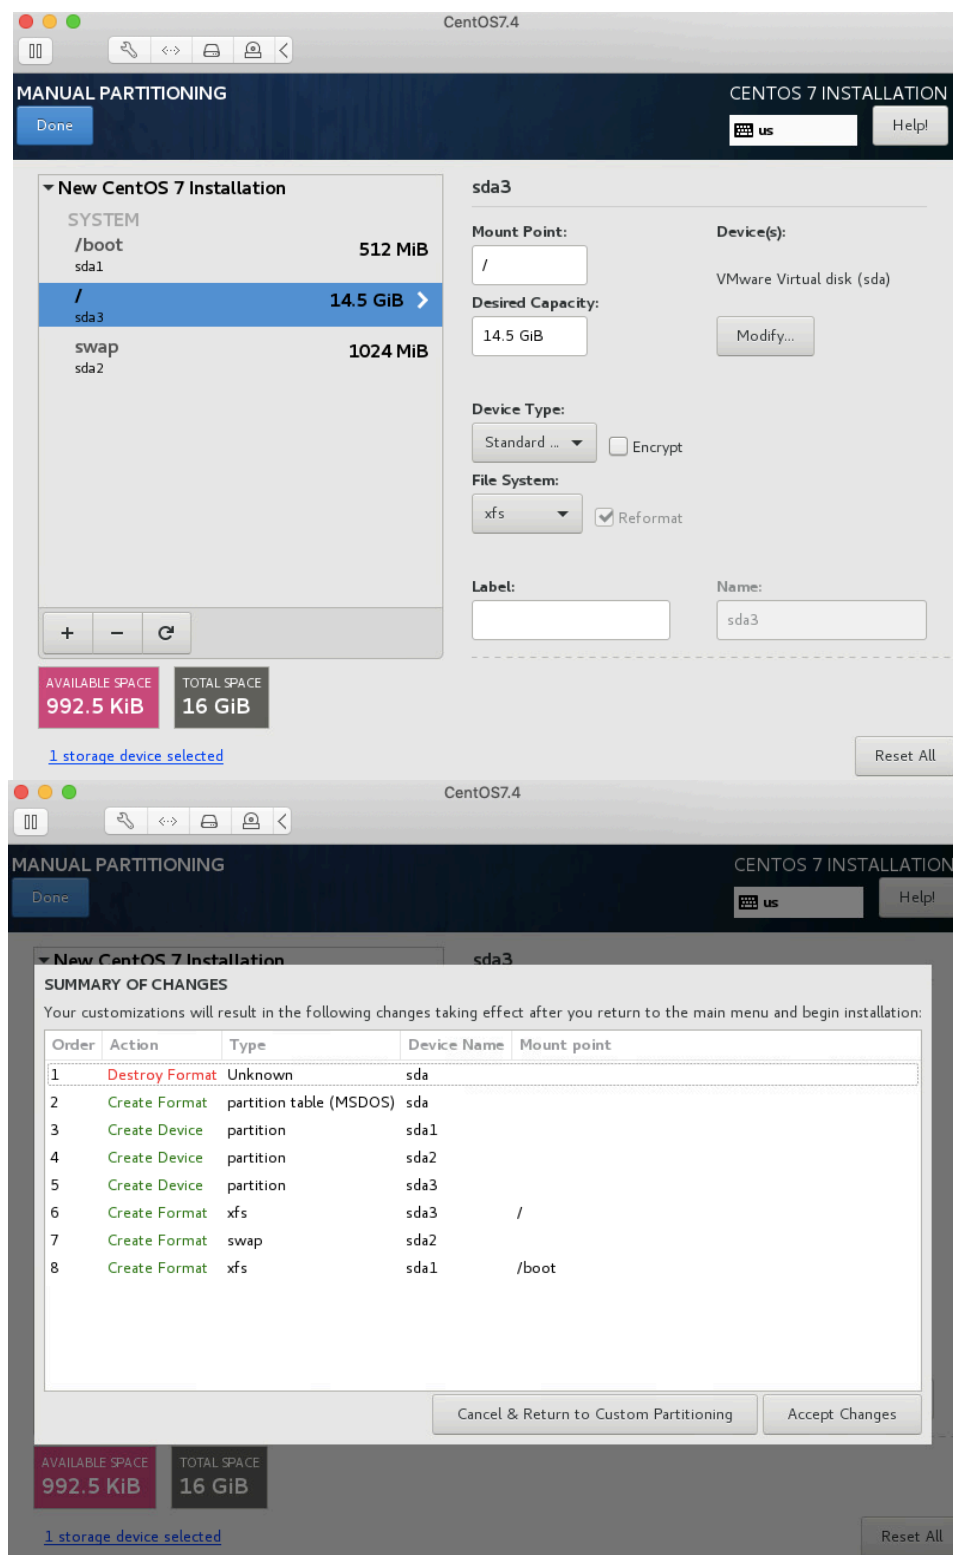 CentOS7.4
MANUAL PARTITIONING
CENTOS 7 INSTALLATION
Done
us
Help!
New CentOS 7 Installation
SYSTEM
/boot
512 MiB
sda1
/
14.5 GiB
sda3
swap
1024 MiB
sda2
sda3
Mount Point:
Device(s):
/
VMware Virtual disk (sda)
Desired Capacity:
14.5 GiB
Modify...
Device Type:
Standard ...
Encrypt
File System:
xfs
Reformat
Label:
Name:
sda3
+ −
AVAILABLE SPACE
992.5 KiB
TOTAL SPACE
16 GiB
1 storage device selected
Reset All
CentOS7.4
MANUAL PARTITIONING
CENTOS 7 INSTALLATION
Done
us
Help!
New CentOS 7 Installation
sda3
SUMMARY OF CHANGES
Your customizations will result in the following changes taking effect after you return to the main menu and begin installation:
Order Action Type Device Name Mount point
1 Destroy Format Unknown sda
2 Create Format partition table (MSDOS) sda
3 Create Device partition sda1
4 Create Device partition sda2
5 Create Device partition sda3
6 Create Format xfs sda3 /
7 Create Format swap sda2
8 Create Format xfs sda1 /boot
Cancel & Return to Custom Partitioning
Accept Changes
AVAILABLE SPACE
992.5 KiB
TOTAL SPACE
16 GiB
1 storage device selected
Reset All